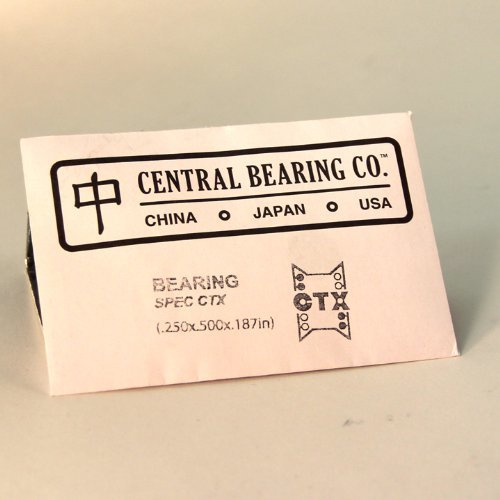 中 CENTRAL BEARING CO.™
CHINA o JAPAN o USA
BEARING
SPEC CTX
(.250x.500x.187in)
CTX